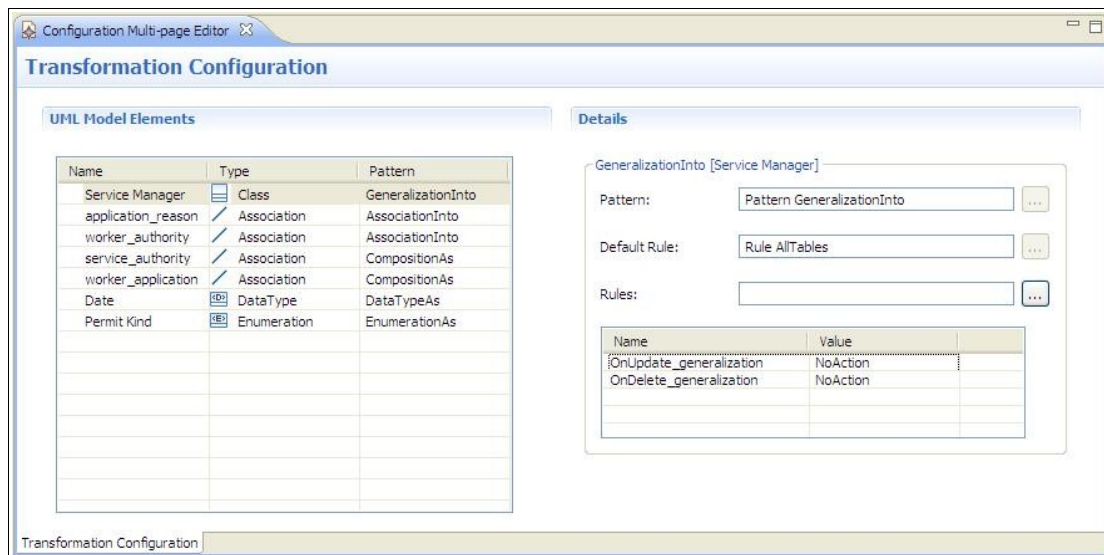 Configuration Multi-page Editor
Transformation Configuration
UML Model Elements
Name Type Pattern
Service Manager Class GeneralizationInto
application_reason Association AssociationInto
worker_authority Association AssociationInto
service_authority Association CompositionAs
worker_application Association CompositionAs
Date <D> DataType DataTypeAs
Permit Kind <E> Enumeration EnumerationAs
Details
GeneralizationInto [Service Manager]
Pattern: Pattern GeneralizationInto ...
Default Rule: Rule AllTables ...
Rules: ...
Name Value
OnUpdate_generalization NoAction
OnDelete_generalization NoAction
Transformation Configuration